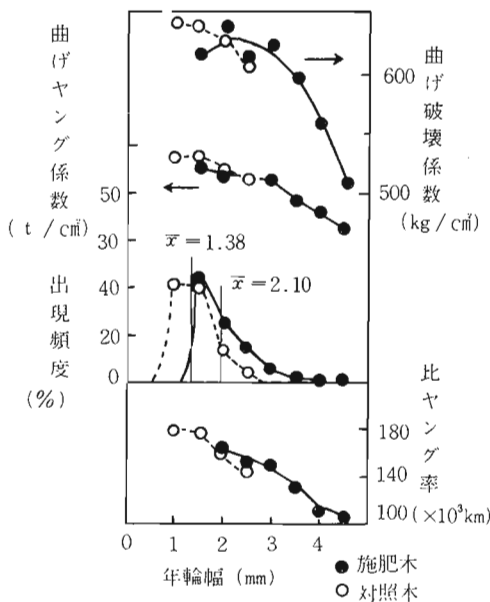 曲げヤング係数
(t/c㎡)
50
30
曲げ破壊係数
(kg/c㎡)
600
500
x̄=1.38
x̄=2.10
出現頻度
(%)
40
20
0
比ヤング率
(×10³km)
180
140
100
0 1 2 3 4 5
年輪幅(mm)
● 施肥木
○ 対照木